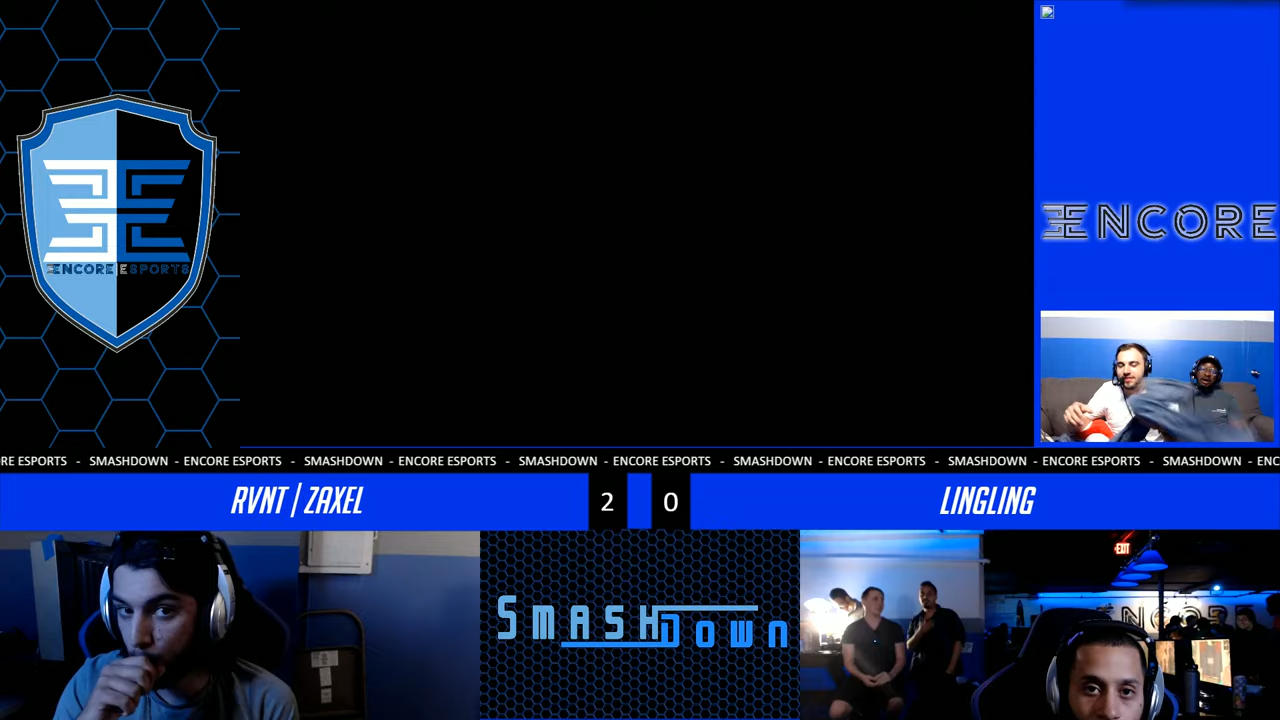 ENCORE ESPORTS
ENCORE
RE ESPORTS - SMASHDOWN - ENCORE ESPORTS - SMASHDOWN - ENCORE ESPORTS - SMASHDOWN - ENCORE ESPORTS - SMASHDOWN - ENCORE ESPORTS - SMASHDOWN - ENCORE ESPORTS - SMASHDOWN - ENC
RVNT | ZAXEL 2 0 LINGLING
SMASHDOWN
EXIT
ENCORE